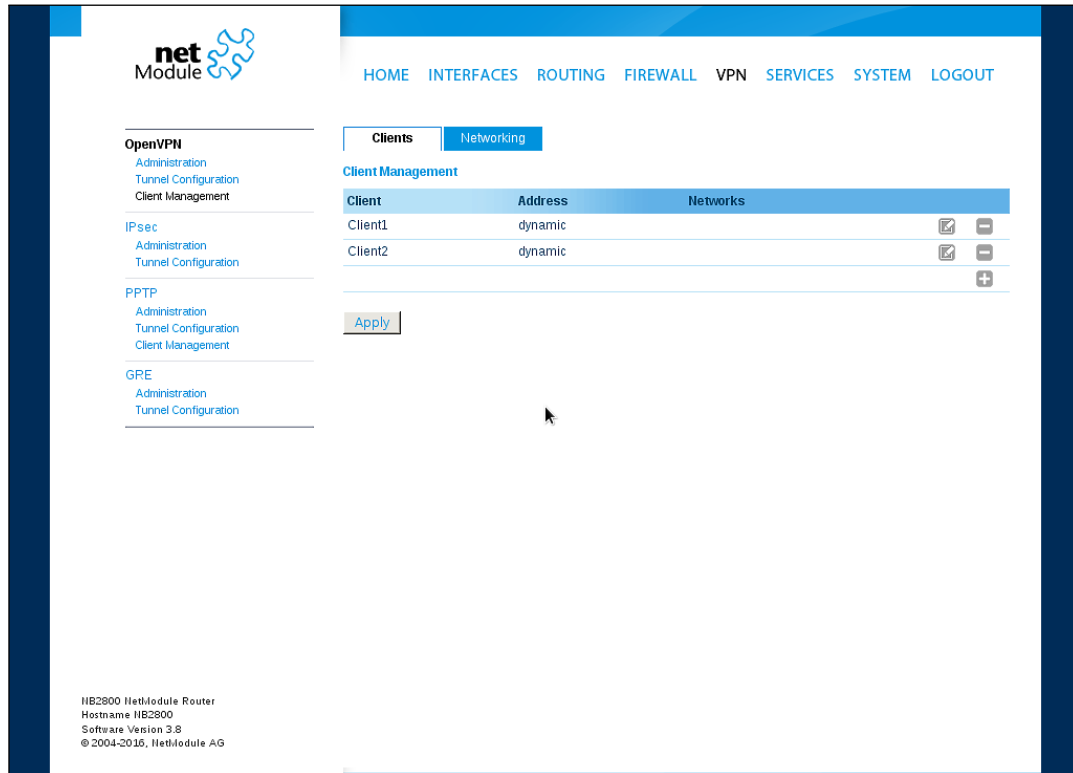 net
Module
HOME INTERFACES ROUTING FIREWALL VPN SERVICES SYSTEM LOGOUT
OpenVPN
Administration
Tunnel Configuration
Client Management
IPsec
Administration
Tunnel Configuration
PPTP
Administration
Tunnel Configuration
Client Management
GRE
Administration
Tunnel Configuration
Clients Networking
Client Management
Client Address Networks
Client1 dynamic
Client2 dynamic
Apply
NB2800 NetModule Router
Hostname NB2800
Software Version 3.8
© 2004-2016, NetModule AG